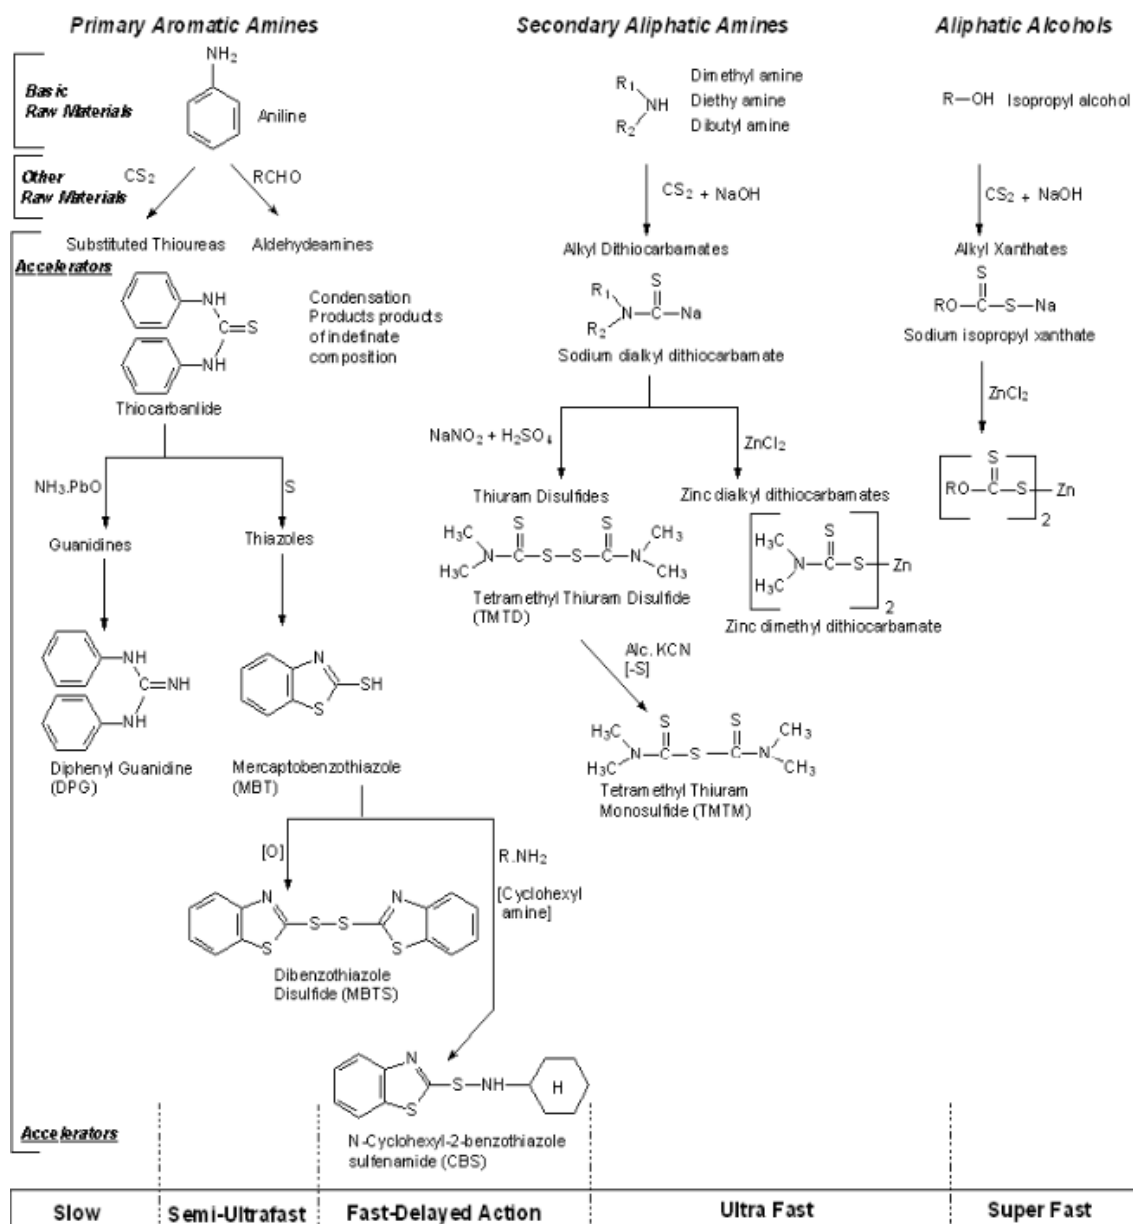 Primary Aromatic Amines
Secondary Aliphatic Amines
Aliphatic Alcohols
Basic
Raw Materials
NH2
Aniline
R1
NH
R2
Dimethyl amine
Diethy amine
Dibutyl amine
R—OH Isopropyl alcohol
Other
Raw Materials
CS2
RCHO
CS2 + NaOH
CS2 + NaOH
Accelerators
Substituted Thioureas
Aldehydeamines
Alkyl Dithiocarbamates
Alkyl Xanthates
NH
C=S
NH
Thiocarbanlide
Condensation
Products products
of indefinate
composition
R1
S
N—C—Na
R2
Sodium dialkyl dithiocarbamate
S
RO—C—S—Na
Sodium isopropyl xanthate
NH3.PbO
S
NaNO2 + H2SO4
ZnCl2
ZnCl2
Guanidines
Thiazoles
Thiuram Disulfides
Zinc dialkyl dithiocarbamates
S
RO—C—S—Zn
2
H3C S S CH3
N—C—S—S—C—N
H3C CH3
Tetramethyl Thiuram Disulfide
(TMTD)
H3C S
N—C—S—Zn
H3C
2
Zinc dimethyl dithiocarbamate
Alc. KCN
[-S]
NH
C=NH
NH
Diphenyl Guanidine
(DPG)
N
SH
S
Mercaptobenzothiazole
(MBT)
H3C S S CH3
N—C—S—C—N
H3C CH3
Tetramethyl Thiuram
Monosulfide (TMTM)
[O]
R.NH2
[Cyclohexyl
amine]
N N
S—S
S S
Dibenzothiazole
Disulfide (MBTS)
N
S—NH
H
S
N-Cyclohexyl-2-benzothiazole
sulfenamide (CBS)
Accelerators
Slow
Semi-Ultrafast
Fast-Delayed Action
Ultra Fast
Super Fast